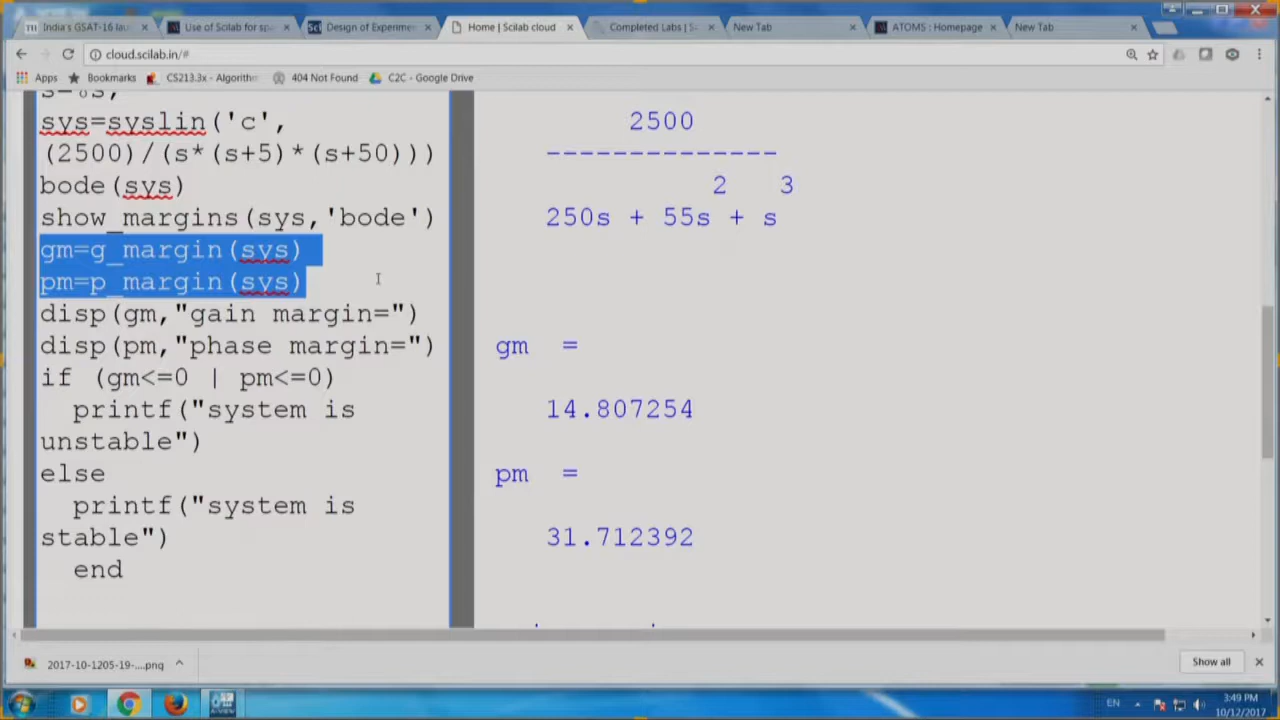 India's GSAT-16 lau
Use of Scilab for sp
Design of Experime
Home | Scilab cloud
Completed Labs | S
New Tab
ATOMS : Homepage
New Tab
cloud.scilab.in/#
Apps
Bookmarks
CS213.3x - Algorith
404 Not Found
C2C - Google Drive
sys=syslin('c',
(2500)/(s*(s+5)*(s+50)))
bode(sys)
show_margins(sys,'bode')
gm=g_margin(sys)
pm=p_margin(sys)
disp(gm,"gain margin=")
disp(pm,"phase margin=")
if (gm<=0 | pm<=0)
printf("system is
unstable")
else
printf("system is
stable")
end
2500
--------------
2 3
250s + 55s + s
gm =
14.807254
pm =
31.712392
2017-10-1205-19-....png
Show all
EN
3:49 PM
10/12/2017